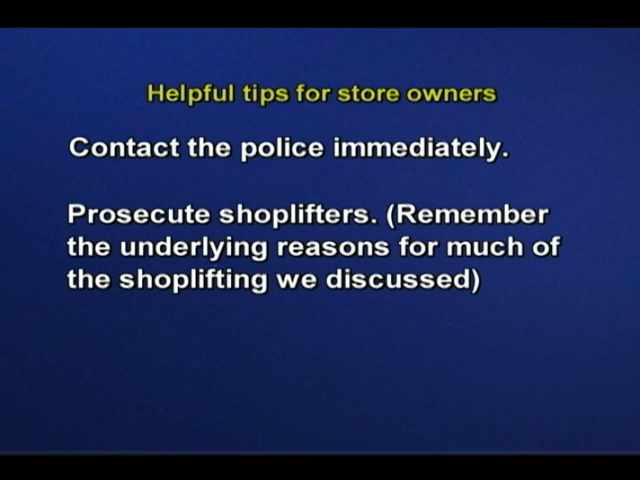 Helpful tips for store owners
Contact the police immediately.
Prosecute shoplifters. (Remember
the underlying reasons for much of
the shoplifting we discussed)